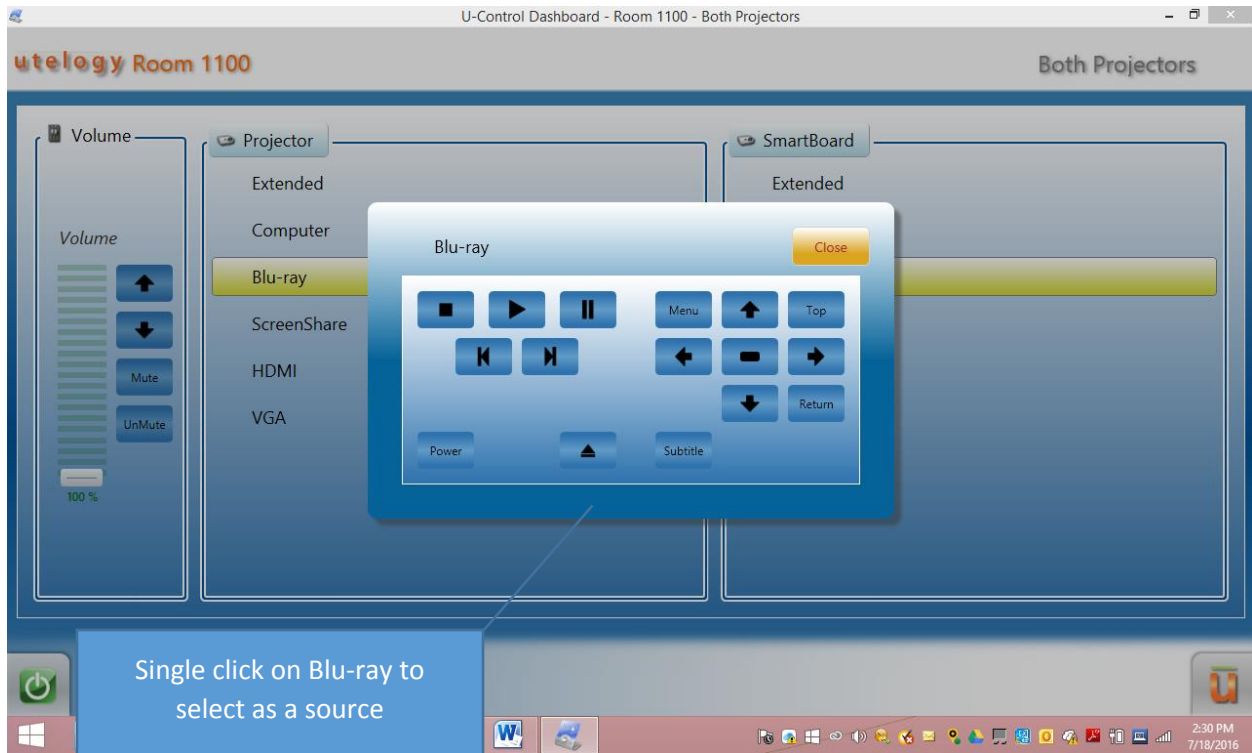 U-Control Dashboard - Room 1100 - Both Projectors
utelogy Room 1100
Both Projectors
Volume
Projector
SmartBoard
Extended
Extended
Volume
Computer
Blu-ray
Close
Blu-ray
Menu
Top
ScreenShare
Mute
HDMI
Return
UnMute
VGA
Power
Subtitle
100 %
Single click on Blu-ray to
select as a source
ū
2:30 PM
7/18/2016